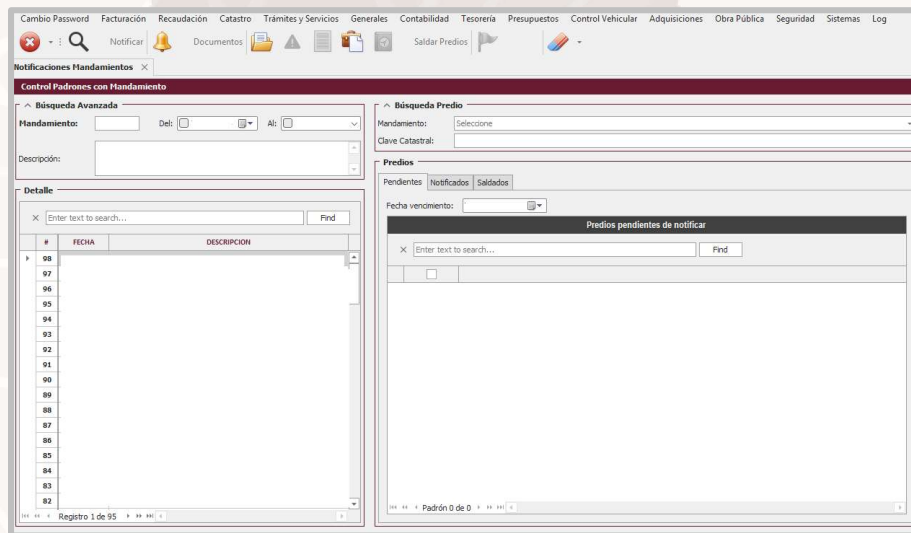 Cambio Password Facturación Recaudación Catastro Trámites y Servicios Generales Contabilidad Tesorería Presupuestos Control Vehicular Adquisiciones Obra Pública Seguridad Sistemas Log
Notificar Documentos Saldar Predios
Notificaciones Mandamientos
Control Padrones con Mandamiento
Búsqueda Avanzada
Mandamiento: Del: Al:
Descripción:
Detalle
Enter text to search... Find
# FECHA DESCRIPCION
98
97
96
95
94
93
92
91
90
89
88
87
86
85
84
83
82
Registro 1 de 95
Búsqueda Predio
Mandamiento: Seleccione
Clave Catastral:
Predios
Pendientes Notificados Saldados
Fecha vencimiento:
Predios pendientes de notificar
Enter text to search... Find
Padrón 0 de 0